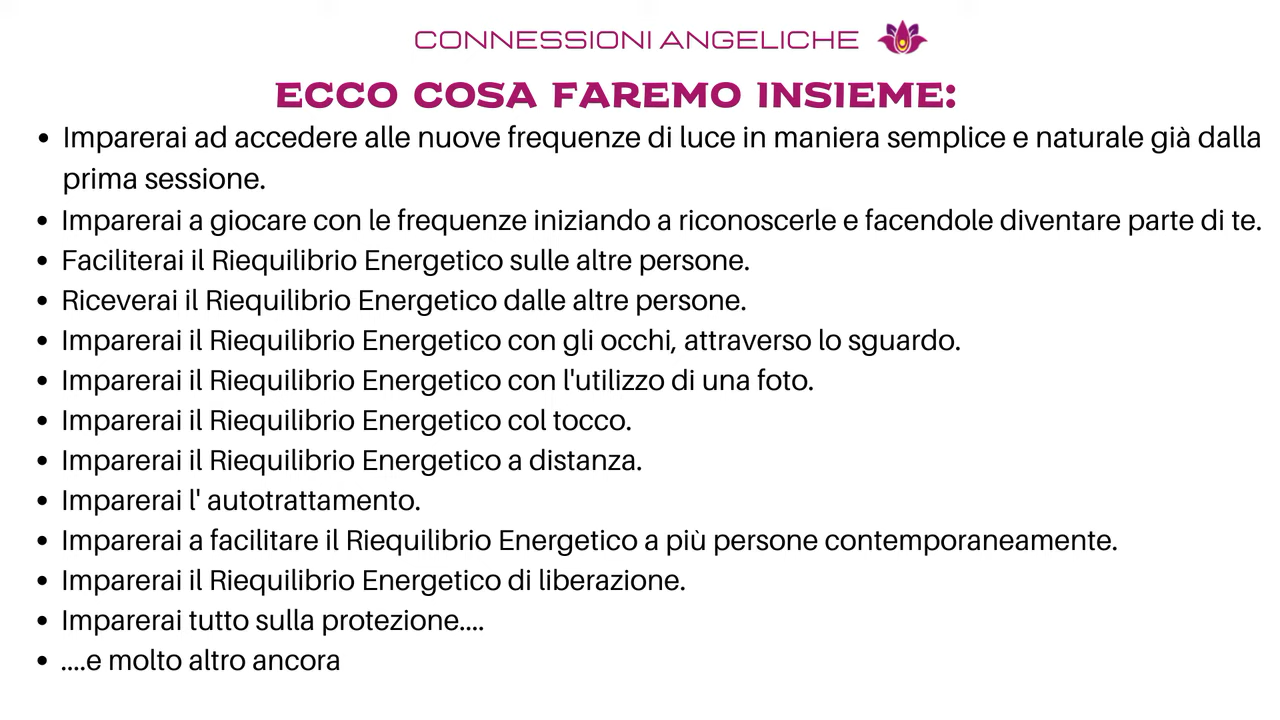 CONNESSIONI ANGELICHE
ECCO COSA FAREMO INSIEME:
• Imparerai ad accedere alle nuove frequenze di luce in maniera semplice e naturale già dalla
prima sessione.
• Imparerai a giocare con le frequenze iniziando a riconoscerle e facendole diventare parte di te.
• Faciliterai il Riequilibrio Energetico sulle altre persone.
• Riceverai il Riequilibrio Energetico dalle altre persone.
• Imparerai il Riequilibrio Energetico con gli occhi, attraverso lo sguardo.
• Imparerai il Riequilibrio Energetico con l'utilizzo di una foto.
• Imparerai il Riequilibrio Energetico col tocco.
• Imparerai il Riequilibrio Energetico a distanza.
• Imparerai l' autotrattamento.
• Imparerai a facilitare il Riequilibrio Energetico a più persone contemporaneamente.
• Imparerai il Riequilibrio Energetico di liberazione.
• Imparerai tutto sulla protezione....
• ....e molto altro ancora